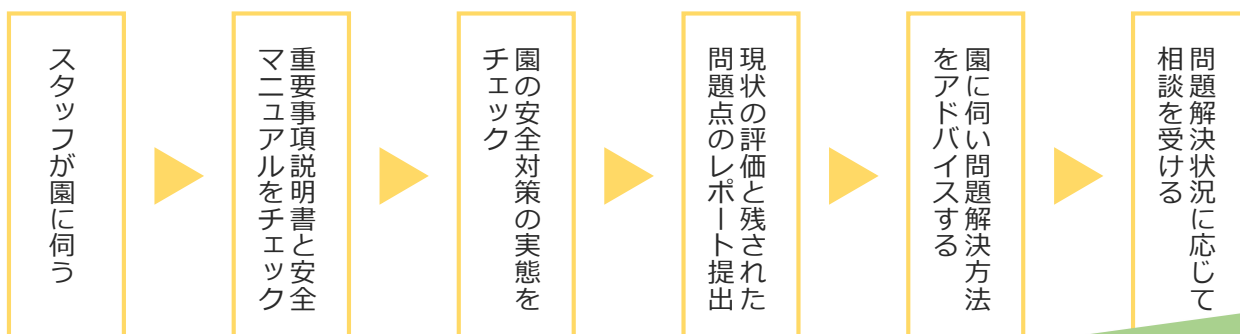 スタッフが園に伺う
重要事項説明書と安全
マニュアルをチェック
園の安全対策の実態を
チェック
現状の評価と残された
問題点のレポート提出
園に伺い問題解決方法
をアドバイスする
問題解決状況に応じて
相談を受ける